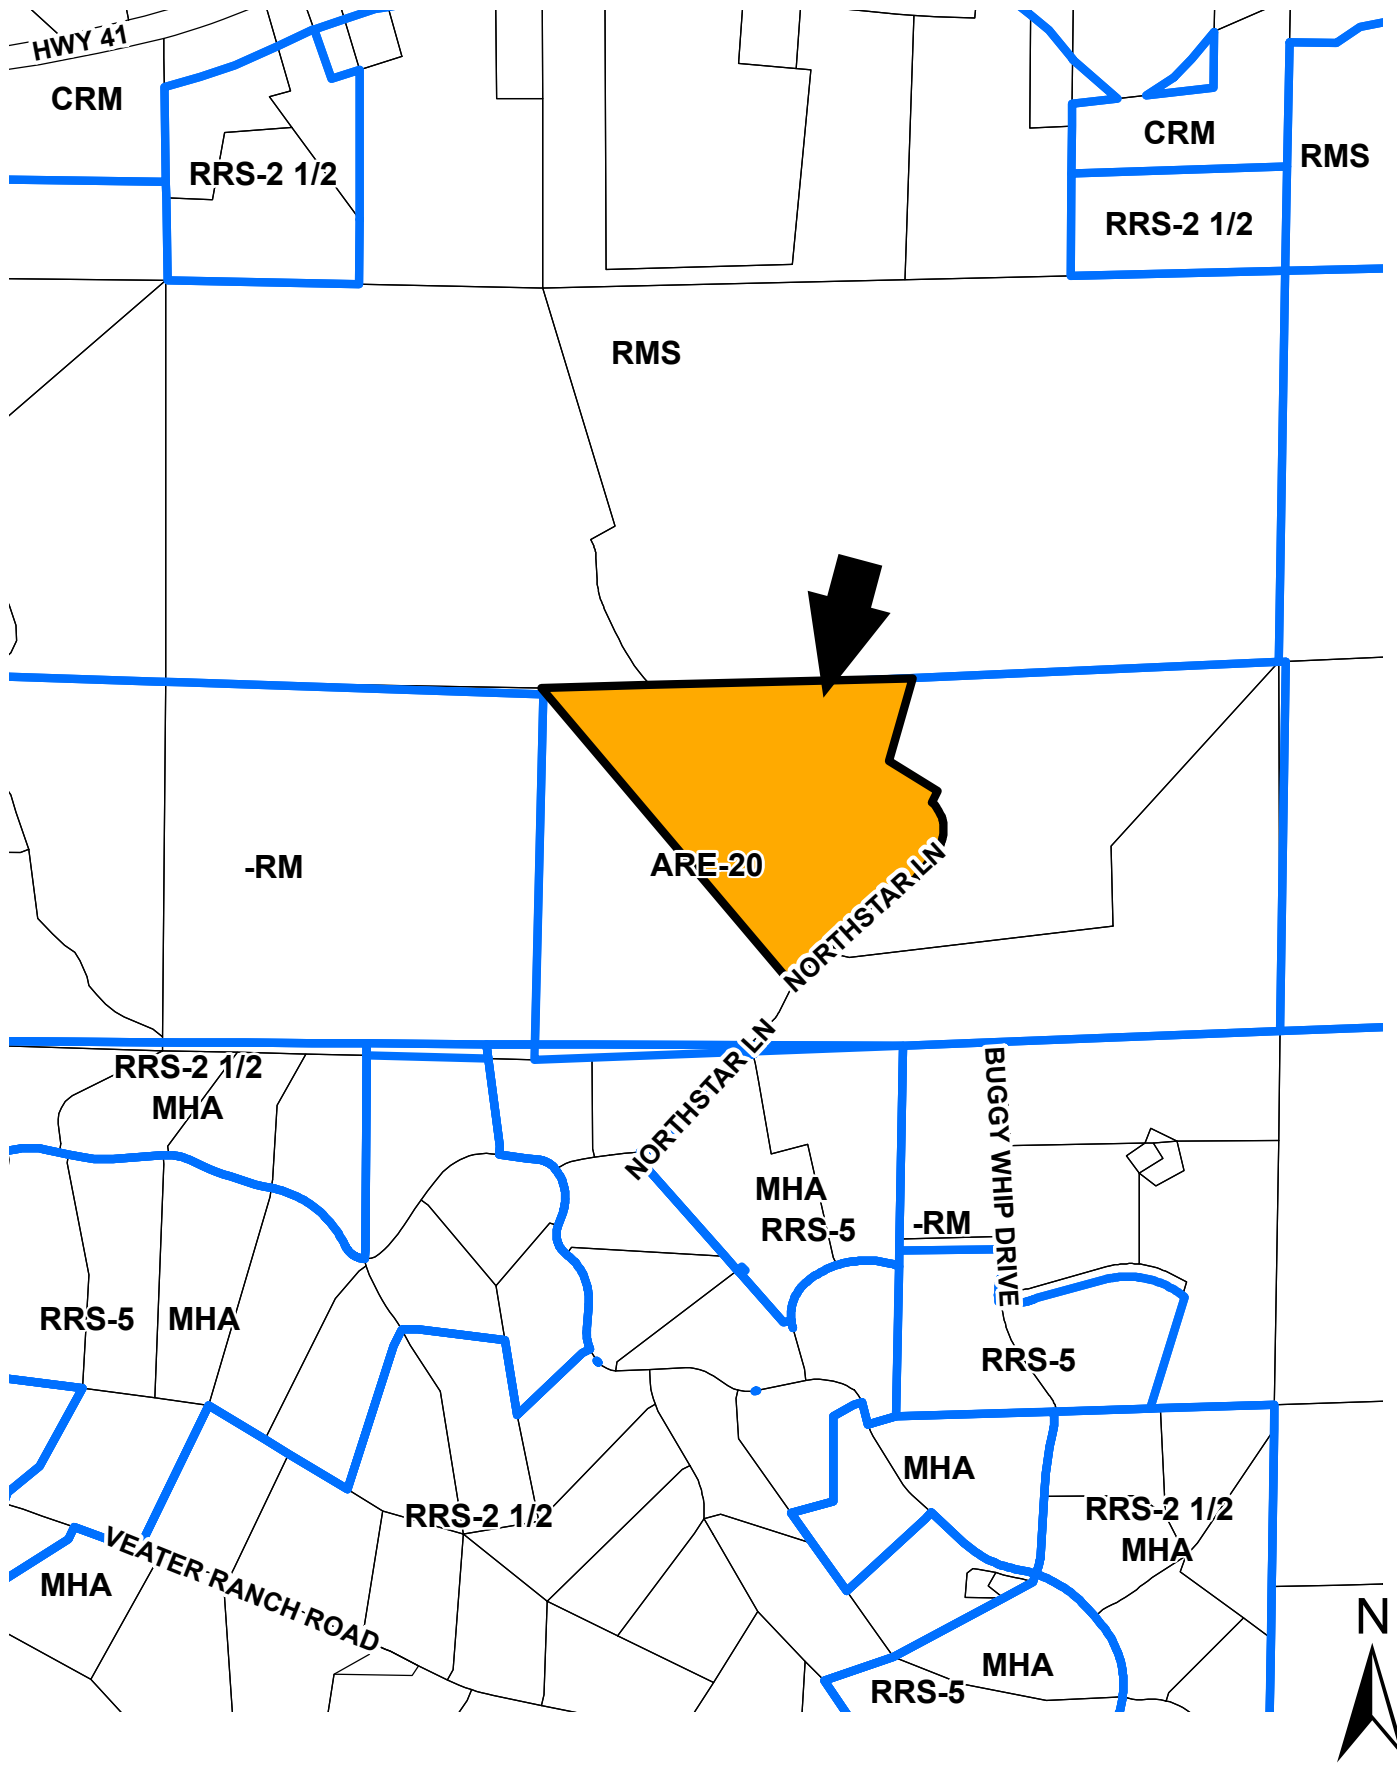 HWY 41
CRM
RRS-2 1/2
CRM
RMS
RRS-2 1/2
RMS
-RM
ARE-20
NORTHSTAR LN
NORTHSTAR LN
RRS-2 1/2
MHA
BUGGY WHIP DRIVE
MHA
RRS-5
-RM
RRS-5
MHA
RRS-5
MHA
RRS-2 1/2
RRS-2 1/2
MHA
VEATER RANCH ROAD
MHA
MHA
RRS-5
N